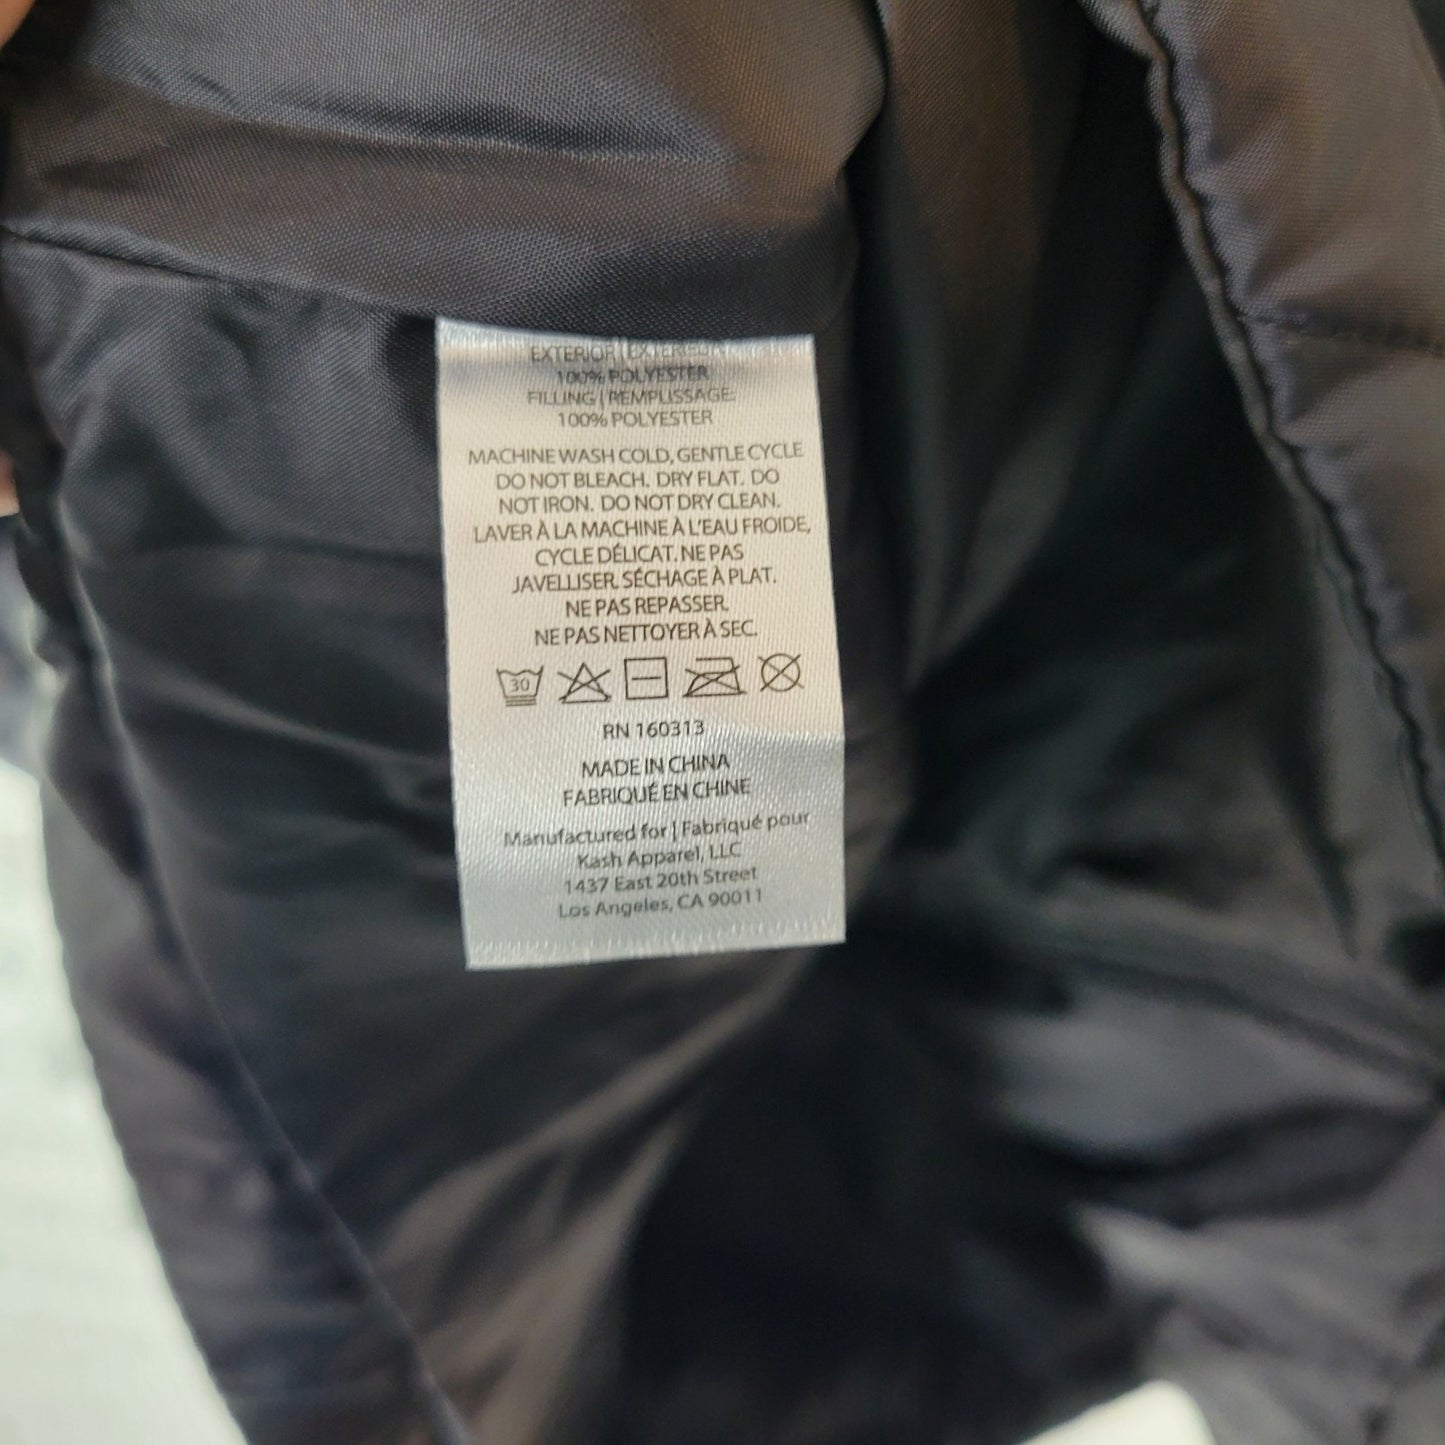 EXTERIOR | EXTÉRIEUR:
100% POLYESTER
FILLING | REMPLISSAGE:
100% POLYESTER
MACHINE WASH COLD, GENTLE CYCLE
DO NOT BLEACH. DRY FLAT. DO
NOT IRON. DO NOT DRY CLEAN.
LAVER À LA MACHINE À L'EAU FROIDE,
CYCLE DÉLICAT. NE PAS
JAVELLISER. SÉCHAGE À PLAT.
NE PAS REPASSER.
NE PAS NETTOYER À SEC.
30
RN 160313
MADE IN CHINA
FABRIQUÉ EN CHINE
Manufactured for | Fabriqué pour
Kash Apparel, LLC
1437 East 20th Street
Los Angeles, CA 90011